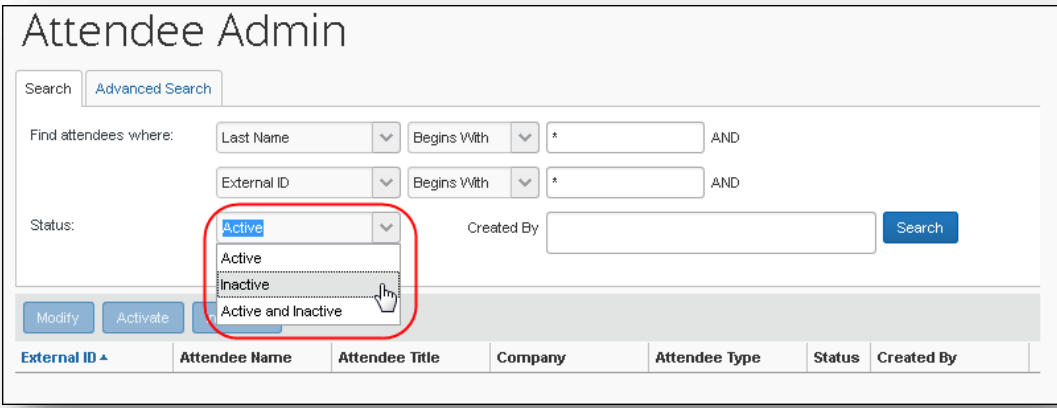 Attendee Admin
Search Advanced Search
Find attendees where: Last Name Begins With * AND
External ID Begins With * AND
Status: Active Created By Search
Active
Inactive
Active and Inactive
Modify Activate
External ID Attendee Name Attendee Title Company Attendee Type Status Created By